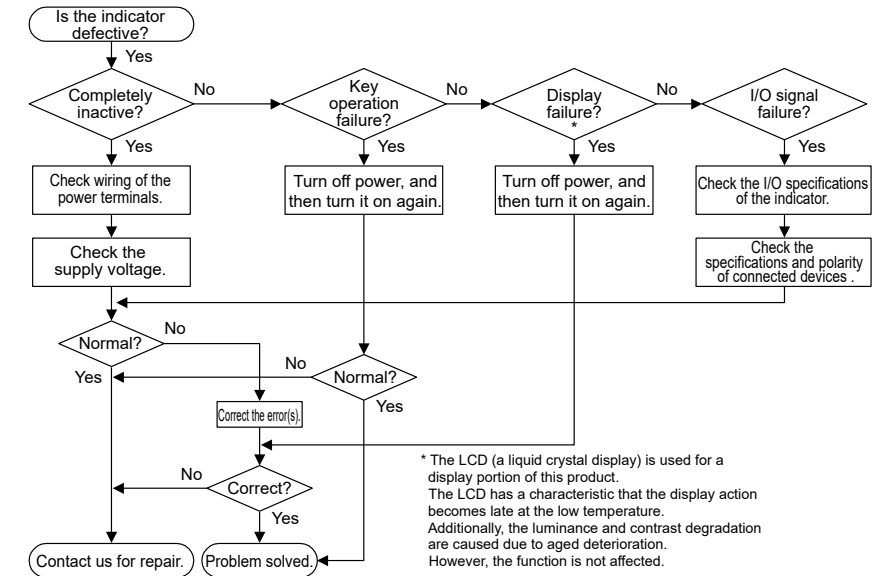 Is the indicator
defective?
Yes
Completely
inactive?
No
Key
operation
failure?
No
Display
failure?
*
No
I/O signal
failure?
Yes
Yes
Yes
Yes
Check wiring of the
power terminals.
Turn off power, and
then turn it on again.
Turn off power, and
then turn it on again.
Check the I/O specifications
of the indicator.
Check the
supply voltage.
Check the
specifications and polarity
of connected devices .
Normal?
No
Yes
No
Normal?
Yes
Correct the error(s).
No
Correct?
Yes
Contact us for repair.
Problem solved.
* The LCD (a liquid crystal display) is used for a
display portion of this product.
The LCD has a characteristic that the display action
becomes late at the low temperature.
Additionally, the luminance and contrast degradation
are caused due to aged deterioration.
However, the function is not affected.